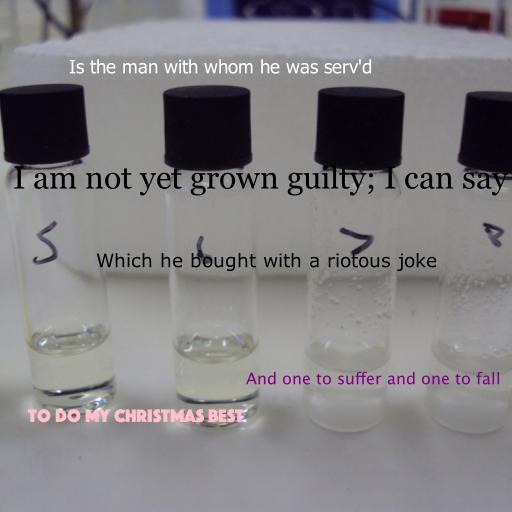 Is the man with whom he was serv'd
I am not yet grown guilty; I can say
5 6 7 8
Which he bought with a riotous joke
And one to suffer and one to fall
TO DO MY CHRISTMAS BEST